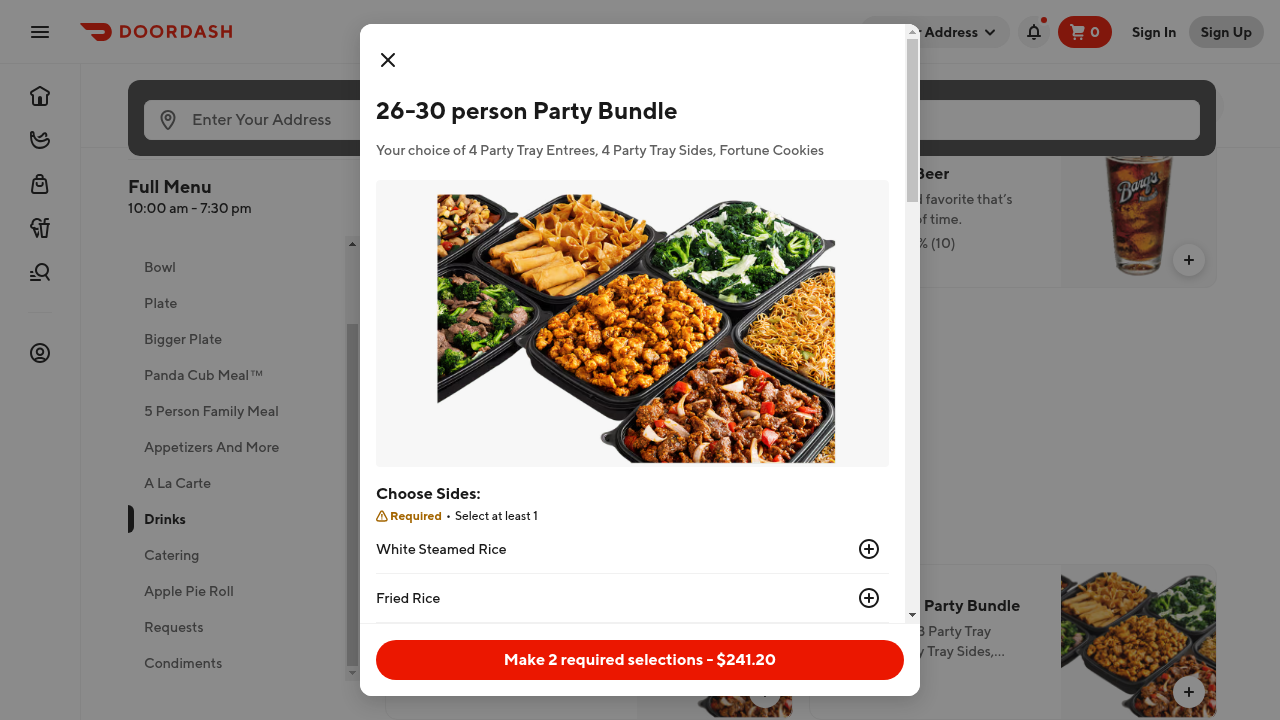 DOORDASH
Address
0
Sign In
Sign Up
Enter Your Address
Full Menu
10:00 am - 7:30 pm
Bowl
Plate
Bigger Plate
Panda Cub Meal™
5 Person Family Meal
Appetizers And More
A La Carte
Drinks
Catering
Apple Pie Roll
Requests
Condiments
26-30 person Party Bundle
Your choice of 4 Party Tray Entrees, 4 Party Tray Sides, Fortune Cookies
Choose Sides:
Required • Select at least 1
White Steamed Rice
Fried Rice
Make 2 required selections - $241.20
Beer
favorite that's
of time.
% (10)
Barq's
Party Bundle
3 Party Tray
Tray Sides,...